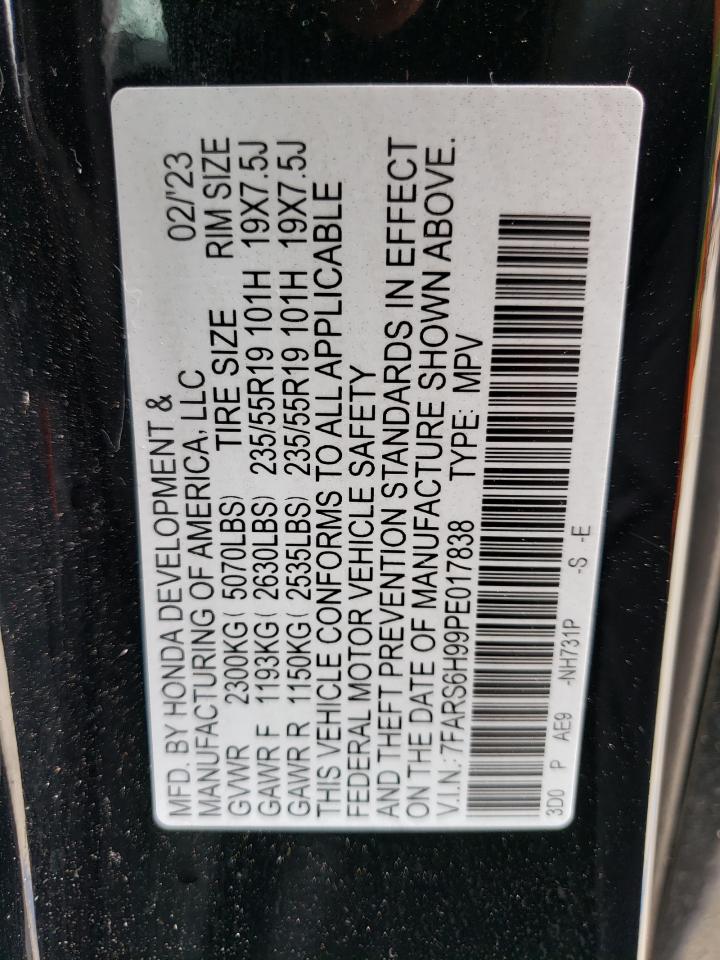 MFD. BY HONDA DEVELOPMENT & 02/'23
MANUFACTURING OF AMERICA, LLC
GVWR 2300KG( 5070LBS) TIRE SIZE RIM SIZE
GAWR F 1193KG( 2630LBS) 235/55R19 101H 19X7.5J
GAWR R 1150KG( 2535LBS) 235/55R19 101H 19X7.5J
THIS VEHICLE CONFORMS TO ALL APPLICABLE
FEDERAL MOTOR VEHICLE SAFETY
AND THEFT PREVENTION STANDARDS IN EFFECT
ON THE DATE OF MANUFACTURE SHOWN ABOVE.
V.I.N.: 7FARS6H99PE017838 TYPE: MPV
3D0 P AE9 -NH731P -S -E